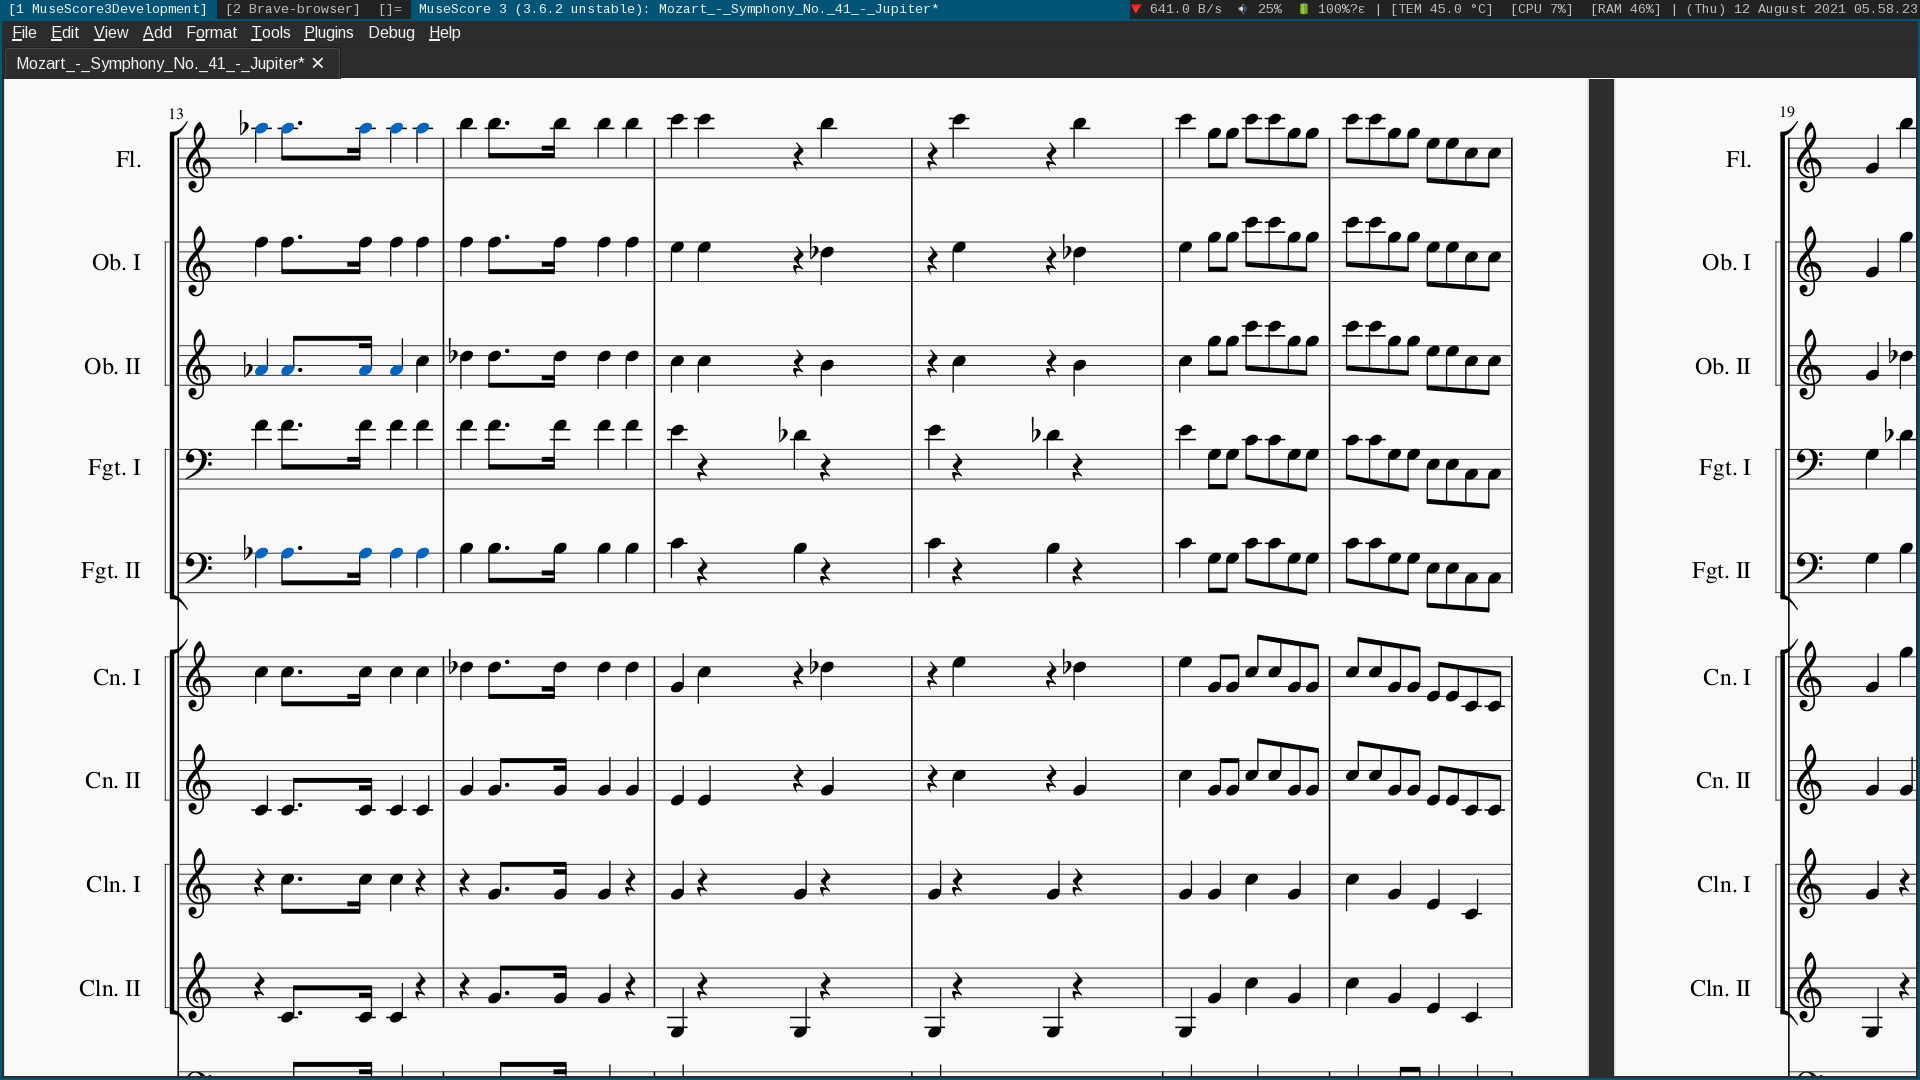 [1 MuseScore3Development] [2 Brave-browser] []= MuseScore 3 (3.6.2 unstable): Mozart_-_Symphony_No._41_-_Jupiter* 641.0 B/s 25% 100%?ε | [TEM 45.0 °C] [CPU 7%] [RAM 46%] | (Thu) 12 August 2021 05.58.23
File Edit View Add Format Tools Plugins Debug Help
Mozart_-_Symphony_No._41_-_Jupiter* ✕
13 19
Fl. Fl.
Ob. I Ob. I
Ob. II Ob. II
Fgt. I Fgt. I
Fgt. II Fgt. II
Cn. I Cn. I
Cn. II Cn. II
Cln. I Cln. I
Cln. II Cln. II